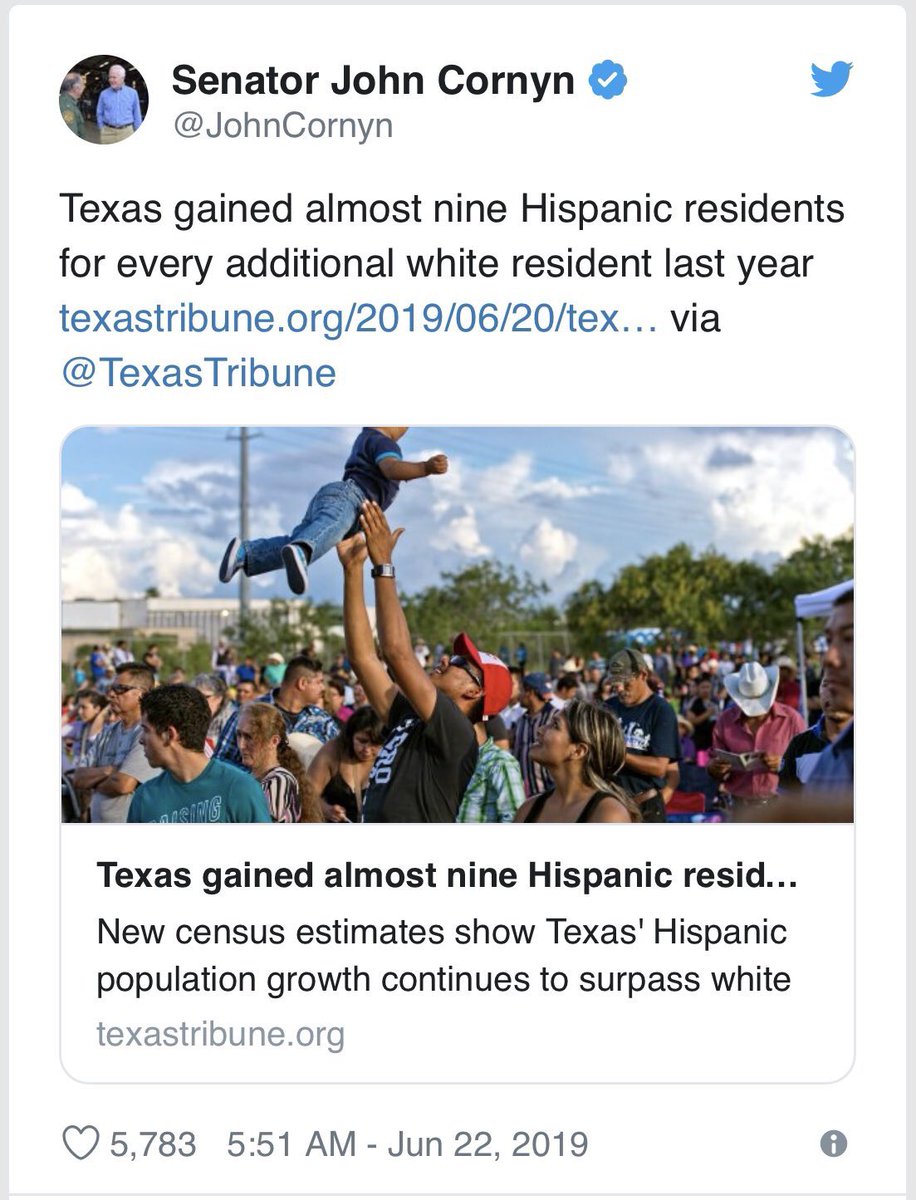 Senator John Cornyn
@JohnCornyn
Texas gained almost nine Hispanic residents
for every additional white resident last year
texastribune.org/2019/06/20/tex… via
@TexasTribune
Texas gained almost nine Hispanic resid…
New census estimates show Texas' Hispanic
population growth continues to surpass white
texastribune.org
5,783 5:51 AM - Jun 22, 2019